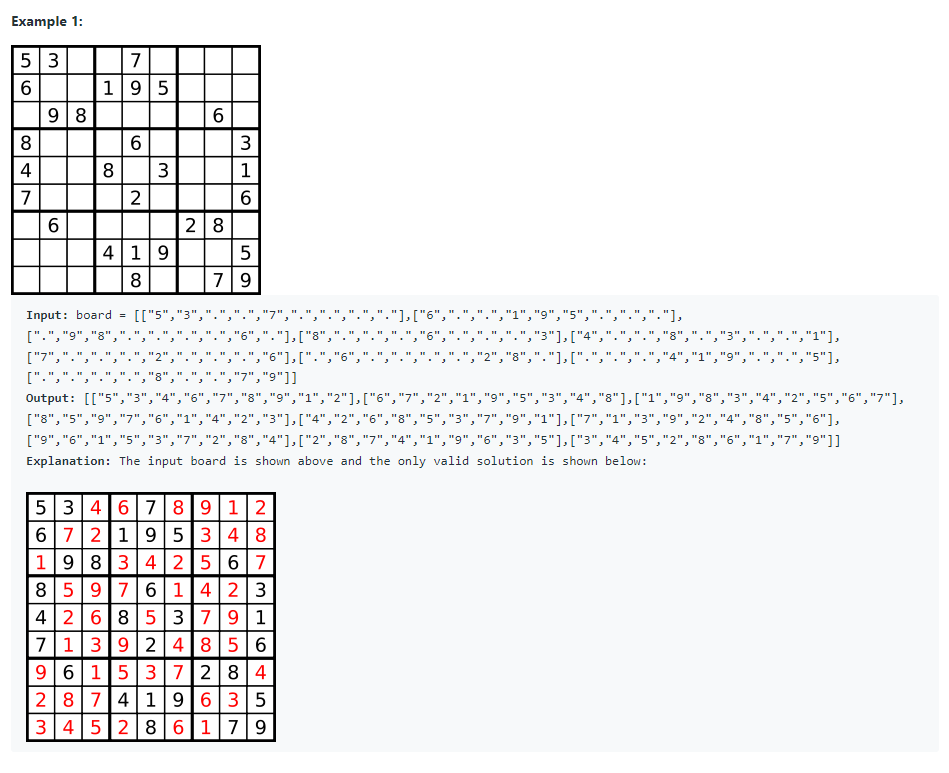 Example 1:
5 3 7
6 1 9 5
9 8 6
8 6 3
4 8 3 1
7 2 6
6 2 8
4 1 9 5
8 7 9
Input: board = [["5","3",".",".","7",".",".",".","."],["6",".",".","1","9","5",".",".","."],
[".","9","8",".",".",".",".","6","."],["8",".",".",".","6",".",".",".","3"],["4",".",".","8",".","3",".",".","1"],
["7",".",".",".","2",".",".",".","6"],[".","6",".",".",".",".","2","8","."],[".",".",".","4","1","9",".",".","5"],
[".",".",".",".","8",".",".","7","9"]]
Output: [["5","3","4","6","7","8","9","1","2"],["6","7","2","1","9","5","3","4","8"],["1","9","8","3","4","2","5","6","7"],
["8","5","9","7","6","1","4","2","3"],["4","2","6","8","5","3","7","9","1"],["7","1","3","9","2","4","8","5","6"],
["9","6","1","5","3","7","2","8","4"],["2","8","7","4","1","9","6","3","5"],["3","4","5","2","8","6","1","7","9"]]
Explanation: The input board is shown above and the only valid solution is shown below:
5 3 4 6 7 8 9 1 2
6 7 2 1 9 5 3 4 8
1 9 8 3 4 2 5 6 7
8 5 9 7 6 1 4 2 3
4 2 6 8 5 3 7 9 1
7 1 3 9 2 4 8 5 6
9 6 1 5 3 7 2 8 4
2 8 7 4 1 9 6 3 5
3 4 5 2 8 6 1 7 9